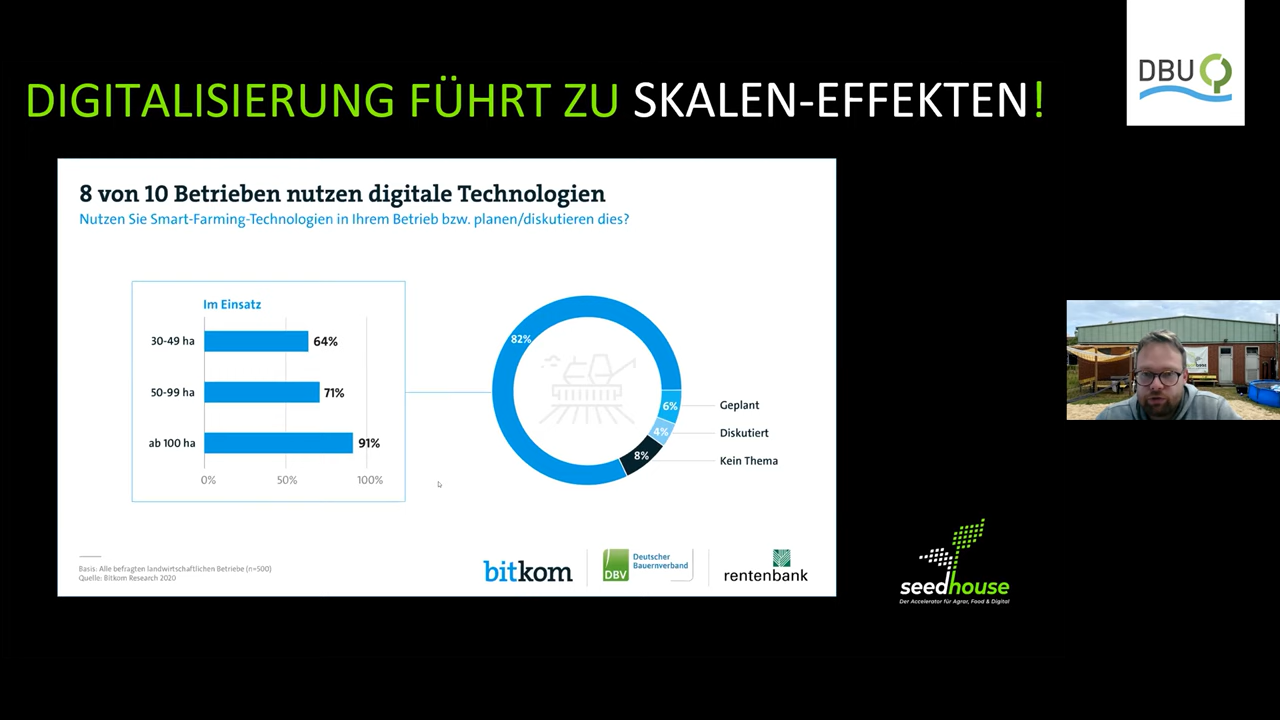 DIGITALISIERUNG FÜHRT ZU SKALEN-EFFEKTEN!
DBU
8 von 10 Betrieben nutzen digitale Technologien
Nutzen Sie Smart-Farming-Technologien in Ihrem Betrieb bzw. planen/diskutieren dies?
Im Einsatz
30-49 ha 64%
50-99 ha 71%
ab 100 ha 91%
0% 50% 100%
82%
6% Geplant
4% Diskutiert
8% Kein Thema
Basis: Alle befragten landwirtschaftlichen Betriebe (n=500)
Quelle: Bitkom Research 2020
bitkom
DBV
Deutscher
Bauernverband
rentenbank
seedhouse
Der Accelerator für Agrar, Food & Digital